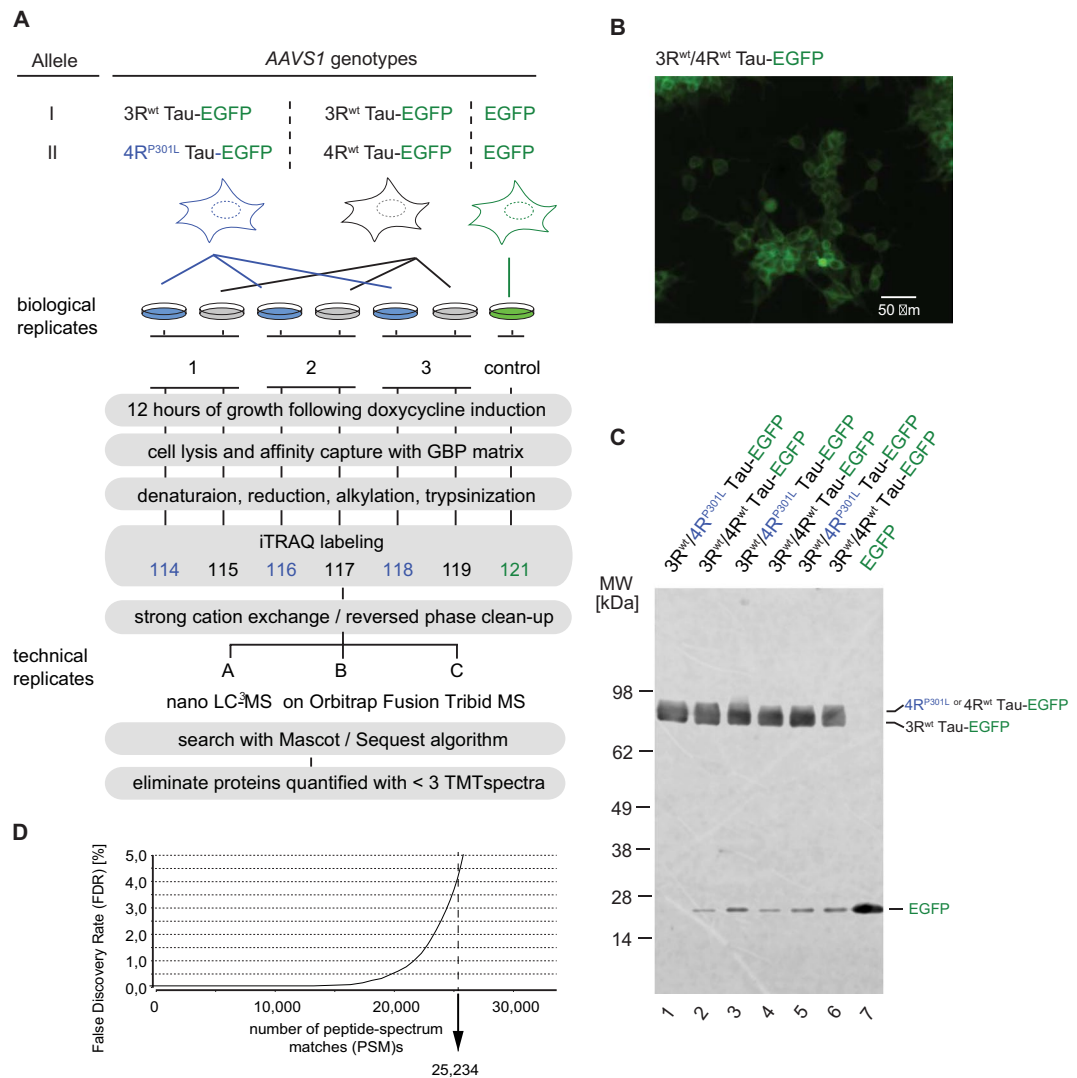 A
Allele AAVS1 genotypes
I 3Rwt Tau-EGFP 3Rwt Tau-EGFP EGFP
II 4RP301L Tau-EGFP 4Rwt Tau-EGFP EGFP
biological
replicates
1 2 3 control
12 hours of growth following doxycycline induction
cell lysis and affinity capture with GBP matrix
denaturaion, reduction, alkylation, trypsinization
iTRAQ labeling
114 115 116 117 118 119 121
strong cation exchange / reversed phase clean-up
technical
replicates
A B C
nano LC-MS3 on Orbitrap Fusion Tribid MS
search with Mascot / Sequest algorithm
eliminate proteins quantified with < 3 TMTspectra
B
3Rwt/4Rwt Tau-EGFP
50 �m
C
3Rwt/4RP301L Tau-EGFP
3Rwt/4Rwt Tau-EGFP
3Rwt/4RP301L Tau-EGFP
3Rwt/4Rwt Tau-EGFP
3Rwt/4RP301L Tau-EGFP
3Rwt/4Rwt Tau-EGFP
EGFP
MW
[kDa]
98
62
49
38
28
14
4RP301L or 4Rwt Tau-EGFP
3Rwt Tau-EGFP
EGFP
1 2 3 4 5 6 7
D
False Discovery Rate (FDR) [%]
5,0
4,0
3,0
2,0
1,0
0,0
0 10,000 20,000 30,000
number of peptide-spectrum
matches (PSM)s
25,234